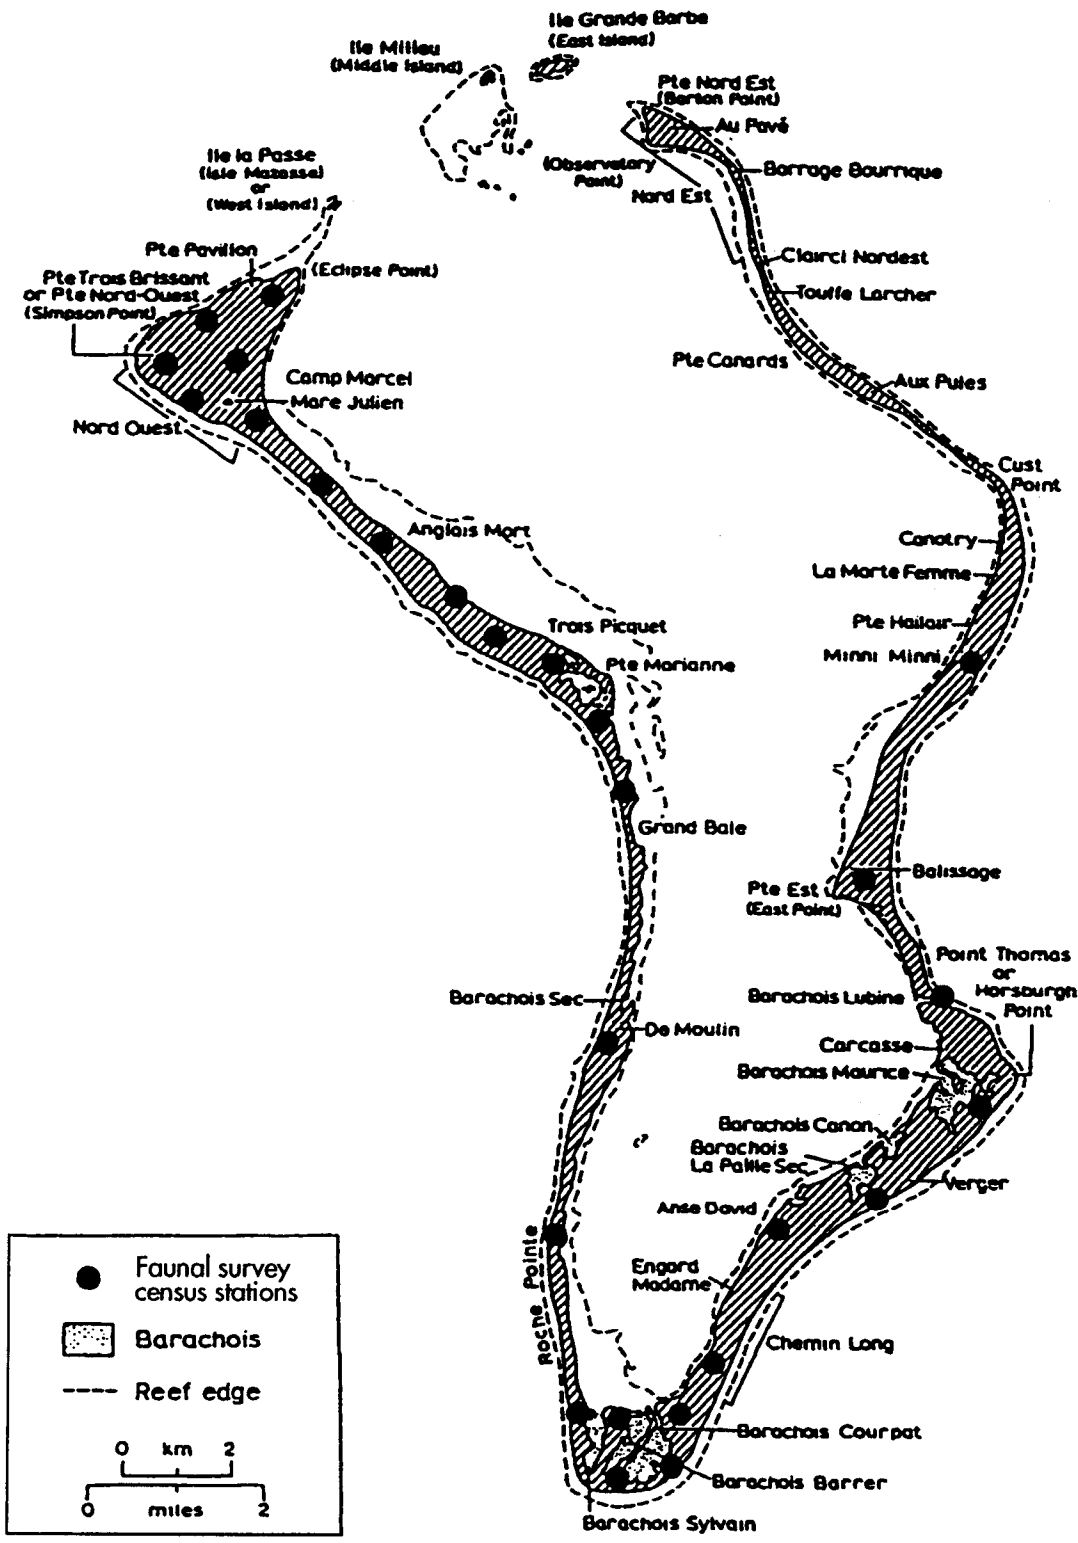 Ile Grande Barbe
(East Island)
Ile Milieu
(Middle Island)
Pte Nord Est
(Barton Point)
Au Pavé
(Observatory
Point)
Barrage Bourrique
Nord Est
Ile la Passe
(Isle Mazasse)
or
(West Island)
Pte Pavillon
(Eclipse Point)
Clairci Nordest
Pte Trois Brissant
or Pte Nord-Ouest
(Simpson Point)
Touffe Larcher
Pte Canards
Camp Marcel
Mare Julien
Aux Pules
Nord Ouest
Cust
Point
Anglais Mort
Canotry
La Morte Femme
Trois Picquet
Pte Hailair
Minni Minni
Pte Marianne
Grand Baie
Balissage
Pte Est
(East Point)
Point Thomas
or
Horsburgh
Point
Barachois Sec
Barachois Lubine
De Moulin
Carcasse
Barachois Maurice
Barachois Canon
Barachois
La Paille Sec
Verger
Anse David
Roche Pointe
Engard
Madame
Chemin Long
Barachois Courpat
Barachois Barrer
Barachois Sylvain
Faunal survey
census stations
Barachois
Reef edge
0 km 2
0 miles 2